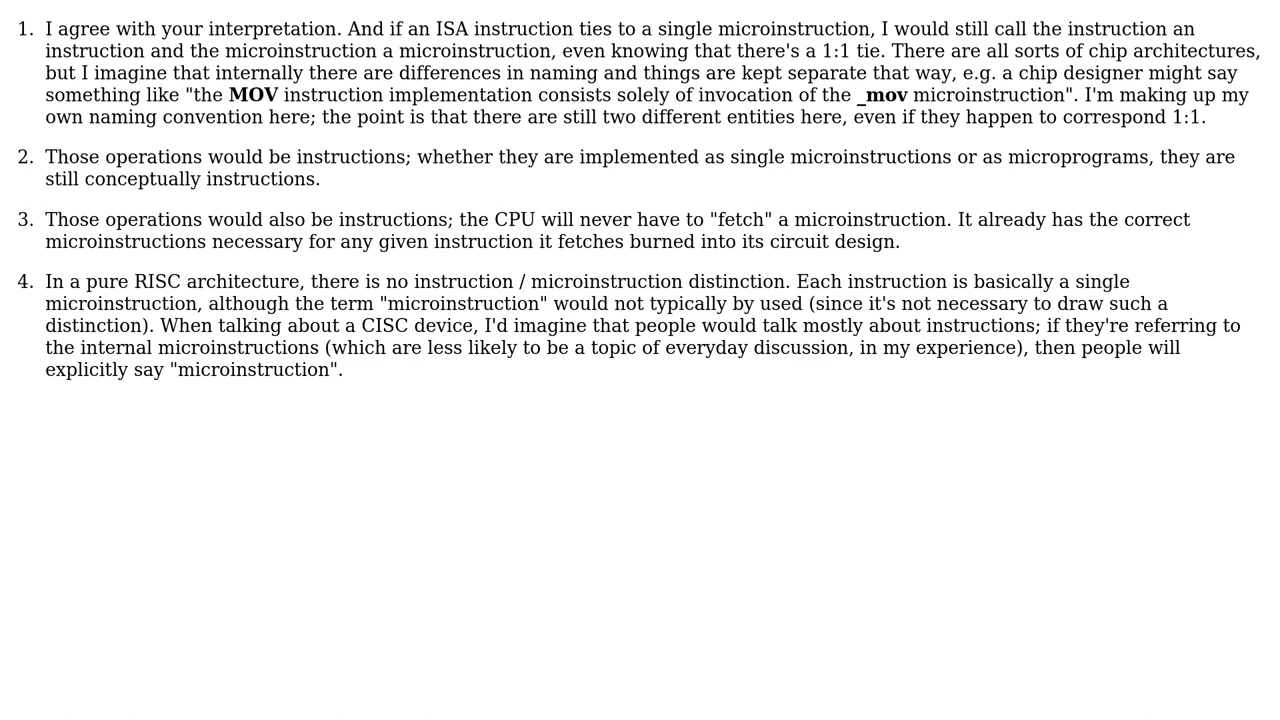 1. I agree with your interpretation. And if an ISA instruction ties to a single microinstruction, I would still call the instruction an
instruction and the microinstruction a microinstruction, even knowing that there's a 1:1 tie. There are all sorts of chip architectures,
but I imagine that internally there are differences in naming and things are kept separate that way, e.g. a chip designer might say
something like "the MOV instruction implementation consists solely of invocation of the _mov microinstruction". I'm making up my
own naming convention here; the point is that there are still two different entities here, even if they happen to correspond 1:1.
2. Those operations would be instructions; whether they are implemented as single microinstructions or as microprograms, they are
still conceptually instructions.
3. Those operations would also be instructions; the CPU will never have to "fetch" a microinstruction. It already has the correct
microinstructions necessary for any given instruction it fetches burned into its circuit design.
4. In a pure RISC architecture, there is no instruction / microinstruction distinction. Each instruction is basically a single
microinstruction, although the term "microinstruction" would not typically by used (since it's not necessary to draw such a
distinction). When talking about a CISC device, I'd imagine that people would talk mostly about instructions; if they're referring to
the internal microinstructions (which are less likely to be a topic of everyday discussion, in my experience), then people will
explicitly say "microinstruction".